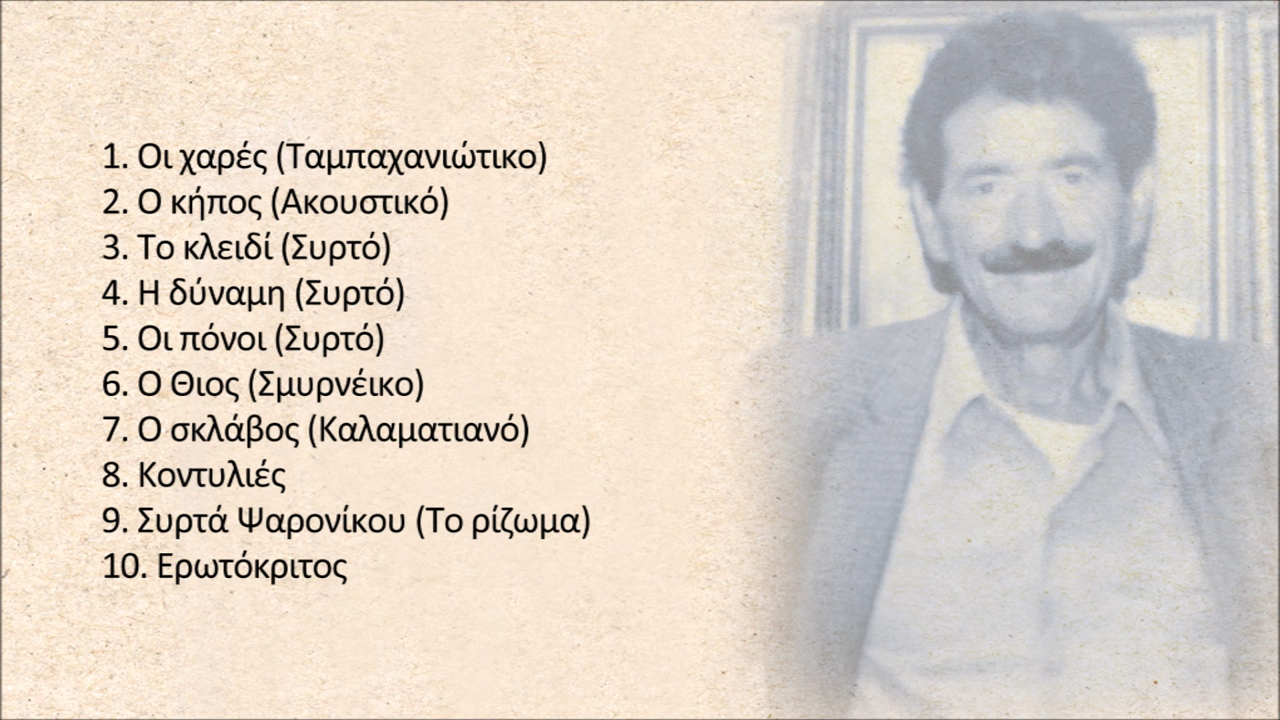 1. Οι χαρές (Ταμπαχανιώτικο)
2. Ο κήπος (Ακουστικό)
3. Το κλειδί (Συρτό)
4. Η δύναμη (Συρτό)
5. Οι πόνοι (Συρτό)
6. Ο Θιος (Σμυρνέικο)
7. Ο σκλάβος (Καλαματιανό)
8. Κοντυλιές
9. Συρτά Ψαρονίκου (Το ρίζωμα)
10. Ερωτόκριτος